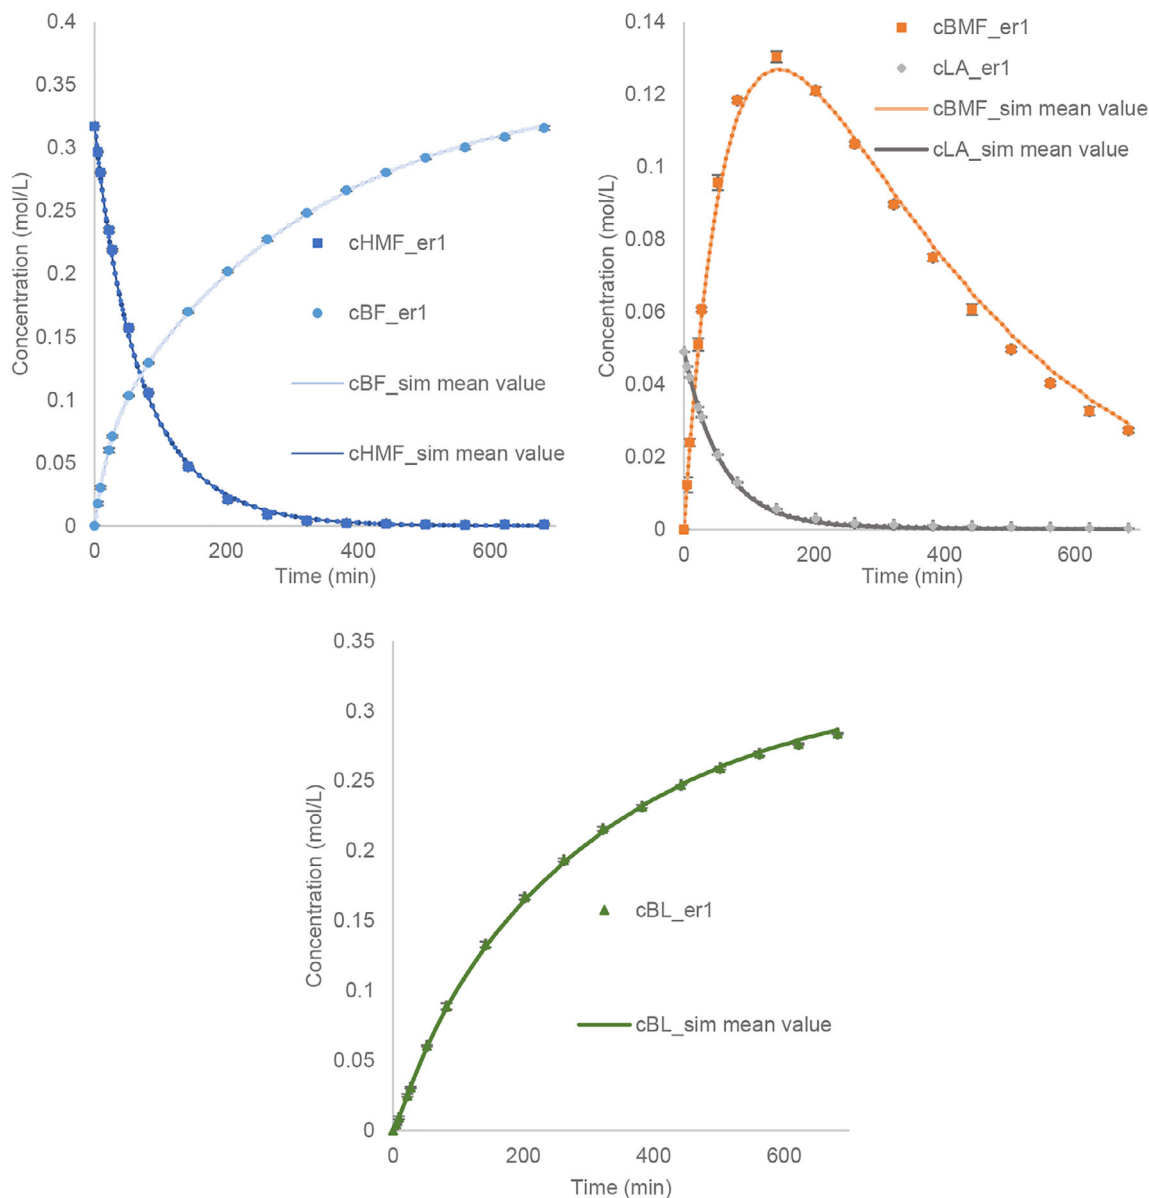 0.4
0.35
0.3
0.25
0.2
0.15
0.1
0.05
0
Concentration (mol/L)
0 200 400 600
Time (min)
cHMF_er1
cBF_er1
cBF_sim mean value
cHMF_sim mean value
0.14
0.12
0.1
0.08
0.06
0.04
0.02
0
Concentration (mol/L)
0 200 400 600
Time (min)
cBMF_er1
cLA_er1
cBMF_sim mean value
cLA_sim mean value
0.35
0.3
0.25
0.2
0.15
0.1
0.05
0
Concentration (mol/L)
0 200 400 600
Time (min)
cBL_er1
cBL_sim mean value